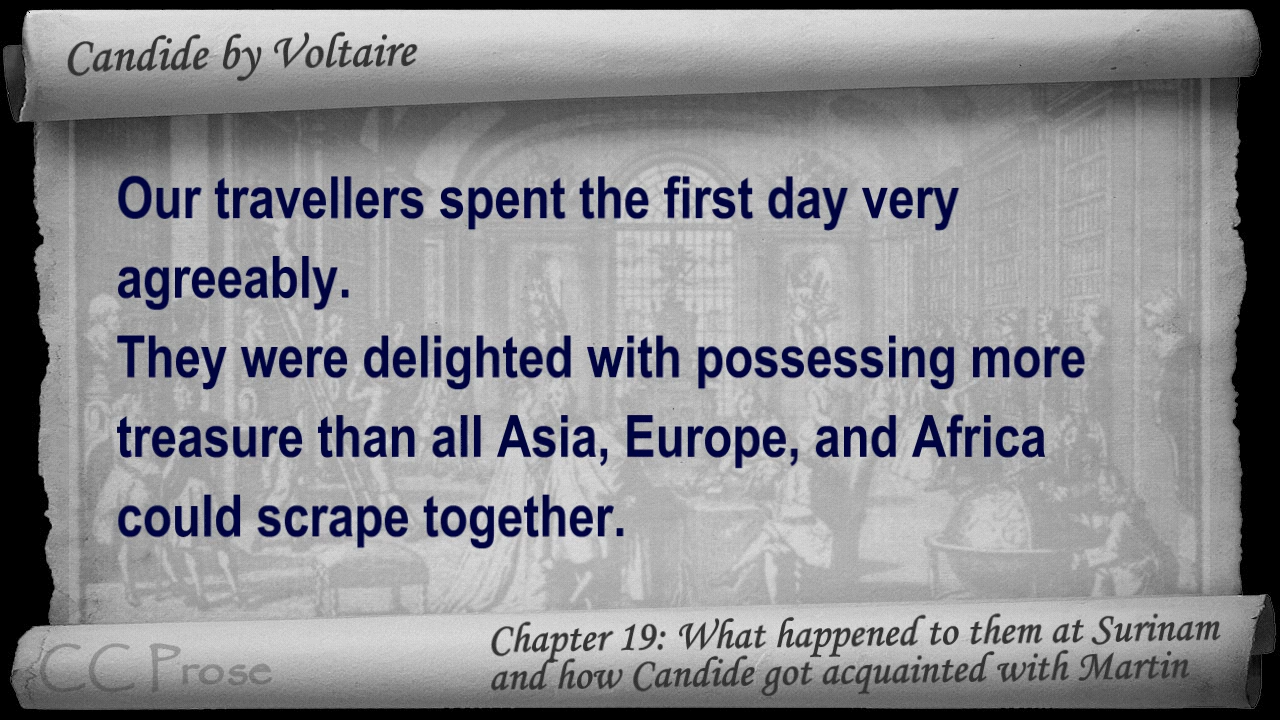 Candide by Voltaire
Our travellers spent the first day very
agreeably.
They were delighted with possessing more
treasure than all Asia, Europe, and Africa
could scrape together.
Chapter 19: What happened to them at Surinam
and how Candide got acquainted with Martin
CC Prose